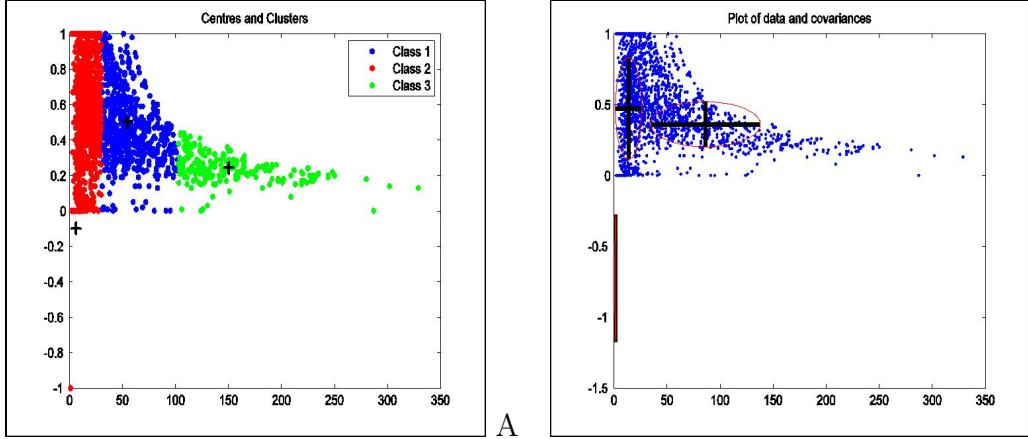 Centres and Clusters
1
0.8
0.6
0.4
0.2
0
-0.2
-0.4
-0.6
-0.8
-1
0 50 100 150 200 250 300 350
Class 1
Class 2
Class 3
A
Plot of data and covariances
1
0.5
0
-0.5
-1
-1.5
0 50 100 150 200 250 300 350